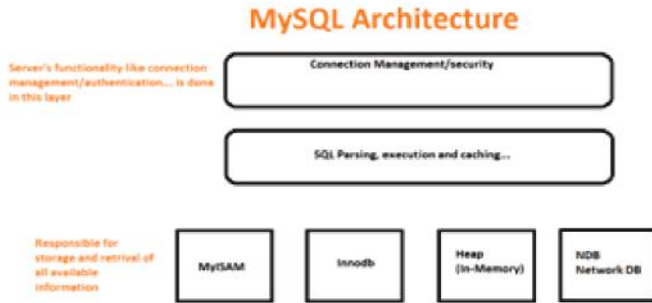 MySQL Architecture
Server's functionality like connection
management/authentication... is done
in this layer
Connection Management/security
SQL Parsing, execution and caching...
Responsible for
storage and retrival of
all available
information
MyISAM
Innodb
Heap
(In-Memory)
NDB
Network DB